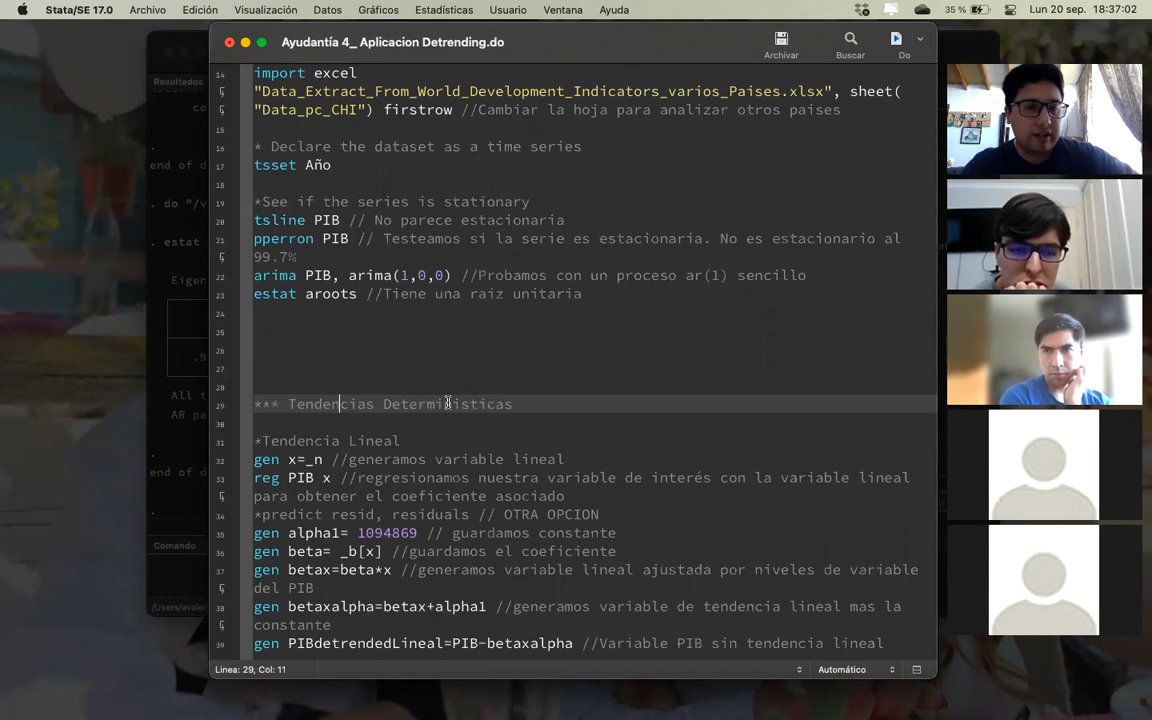 Stata/SE 17.0 Archivo Edición Visualización Datos Gráficos Estadísticas Usuario Ventana Ayuda 35 % Lun 20 sep. 18:37:02
Ayudantía 4_ Aplicacion Detrending.do
Archivar Buscar Do
Resultados
14 import excel
"Data_Extract_From_World_Development_Indicators_varios_Paises.xlsx", sheet(
"Data_pc_CHI") firstrow //Cambiar la hoja para analizar otros paises
15
16 * Declare the dataset as a time series
17 tsset Año
18
19 *See if the series is stationary
20 tsline PIB // No parece estacionaria
21 pperron PIB // Testeamos si la serie es estacionaria. No es estacionario al
99.7%
22 arima PIB, arima(1,0,0) //Probamos con un proceso ar(1) sencillo
23 estat aroots //Tiene una raiz unitaria
24
25
26
27
28
29 *** Tendencias Deterministicas
30
31 *Tendencia Lineal
32 gen x=_n //generamos variable lineal
33 reg PIB x //regresionamos nuestra variable de interés con la variable lineal
para obtener el coeficiente asociado
34 *predict resid, residuals // OTRA OPCION
35 gen alpha1= 1094869 // guardamos constante
36 gen beta= _b[x] //guardamos el coeficiente
37 gen betax=beta*x //generamos variable lineal ajustada por niveles de variable
del PIB
38 gen betaxalpha=betax+alpha1 //generamos variable de tendencia lineal mas la
constante
39 gen PIBdetrendedLineal=PIB-betaxalpha //Variable PIB sin tendencia lineal
Línea: 29, Col: 11 Automático
co
.
end of d
. do "/v
. estat
Eigen
.9
All t
AR pa
.
end of d
.
Comando
/Users/avaler